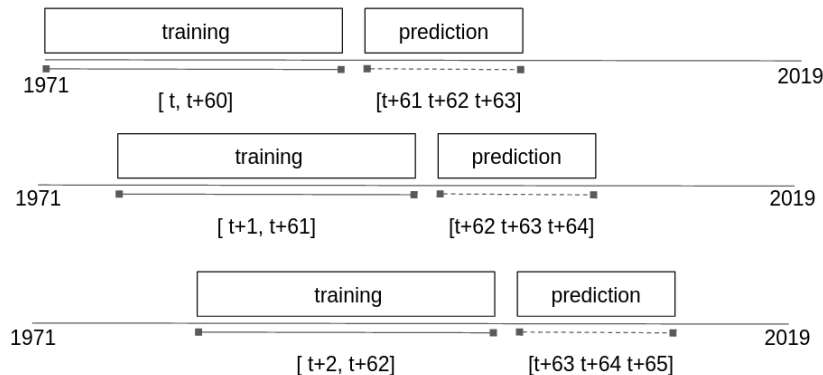 training prediction
1971 2019
[ t, t+60] [t+61 t+62 t+63]
training prediction
1971 2019
[ t+1, t+61] [t+62 t+63 t+64]
training prediction
1971 2019
[ t+2, t+62] [t+63 t+64 t+65]